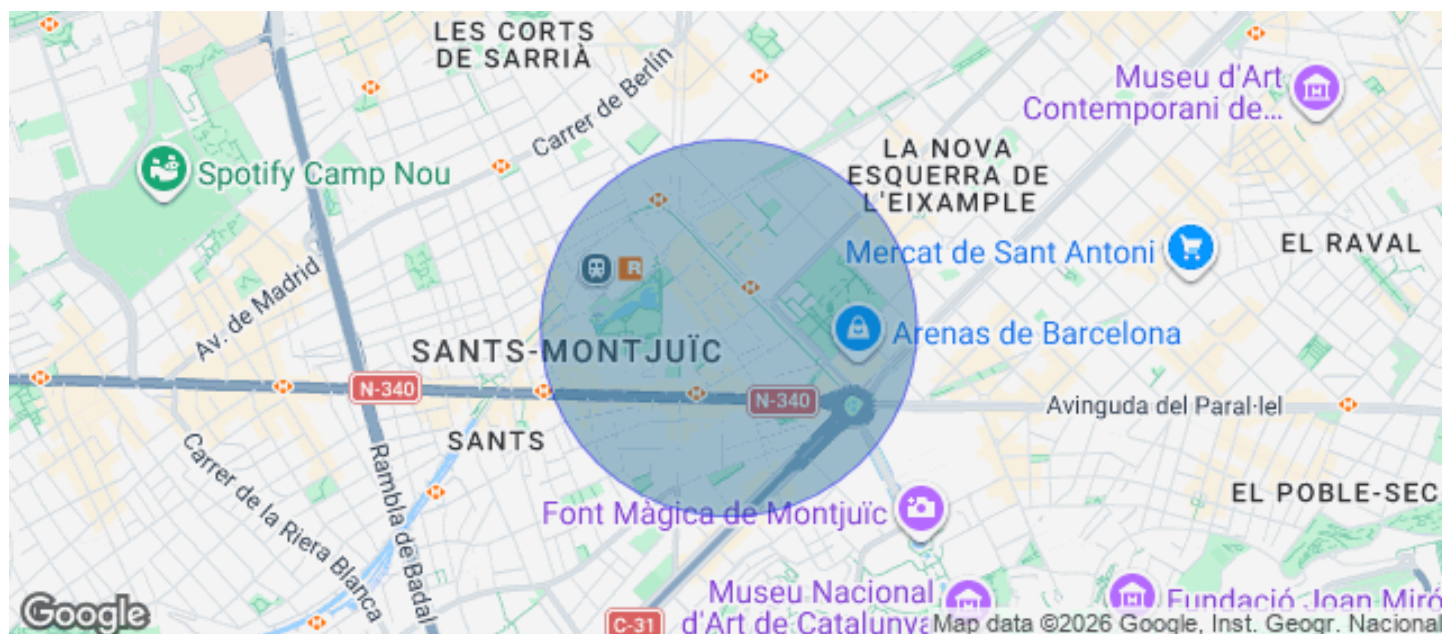 LES CORTS
DE SARRIÀ
Carrer de Berlín
Museu d'Art
Contemporani de...
Spotify Camp Nou
LA NOVA
ESQUERRA DE
L'EIXAMPLE
Mercat de Sant Antoni
EL RAVAL
R
Av. de Madrid
Arenas de Barcelona
SANTS-MONTJUÏC
N-340
N-340
Avinguda del Paral·lel
SANTS
Carrer de la Riera Blanca
Rambla de Badal
EL POBLE-SEC
Font Màgica de Montjuïc
Museu Nacional
d'Art de Catalunya
Fundació Joan Miró
C-31
Google
Map data ©2026 Google, Inst. Geogr. Nacional